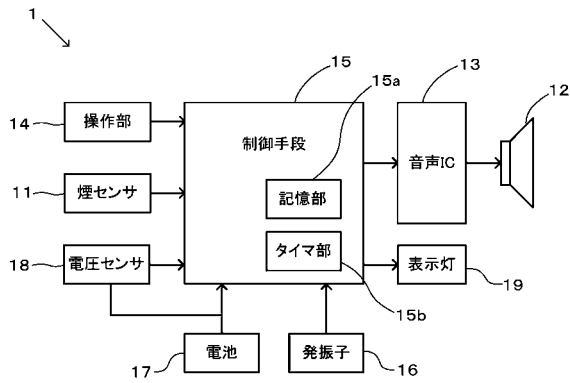 1
15
15a
13
12
14
操作部
制御手段
11
煙センサ
記憶部
音声IC
18
電圧センサ
タイマ部
表示灯
15b
19
17
電池
発振子
16